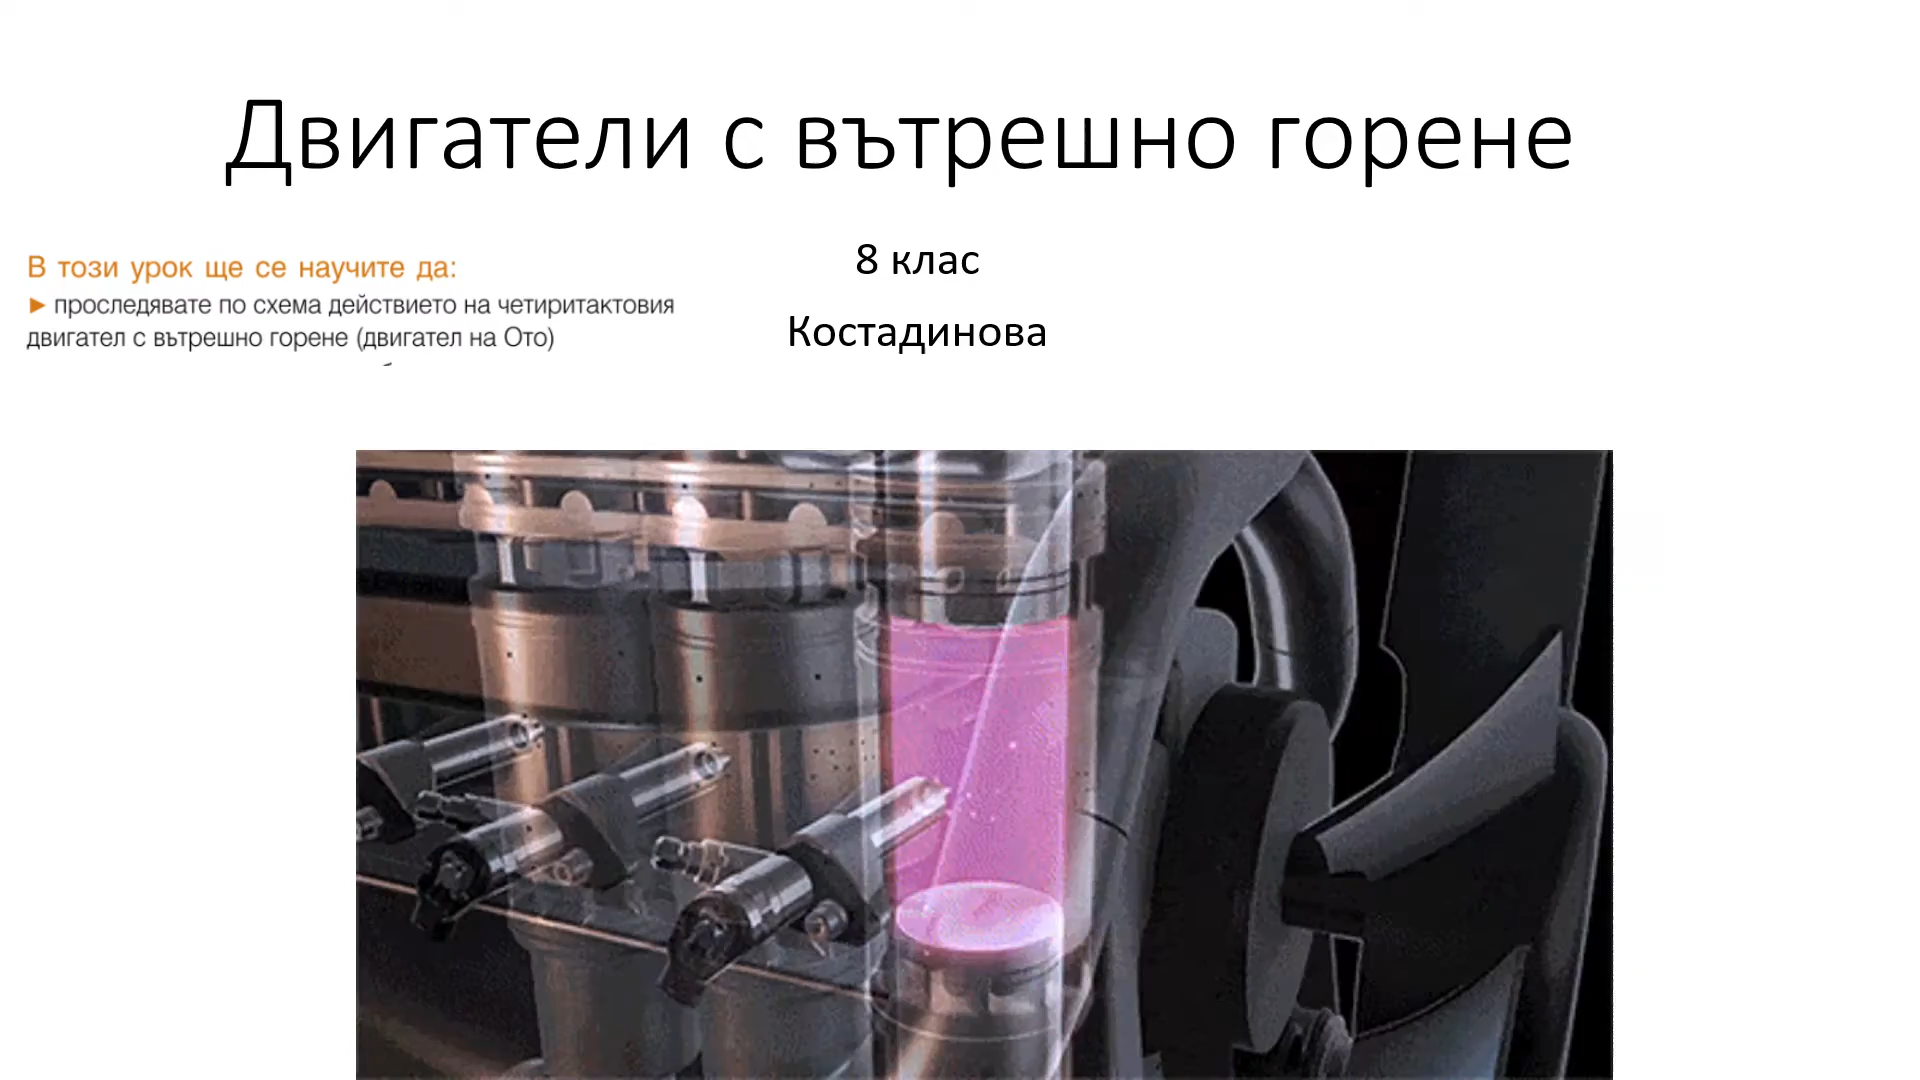 Двигатели с вътрешно горене
8 клас
Костадинова
В този урок ще се научите да:
► проследявате по схема действието на четиритактовия
двигател с вътрешно горене (двигател на Ото)